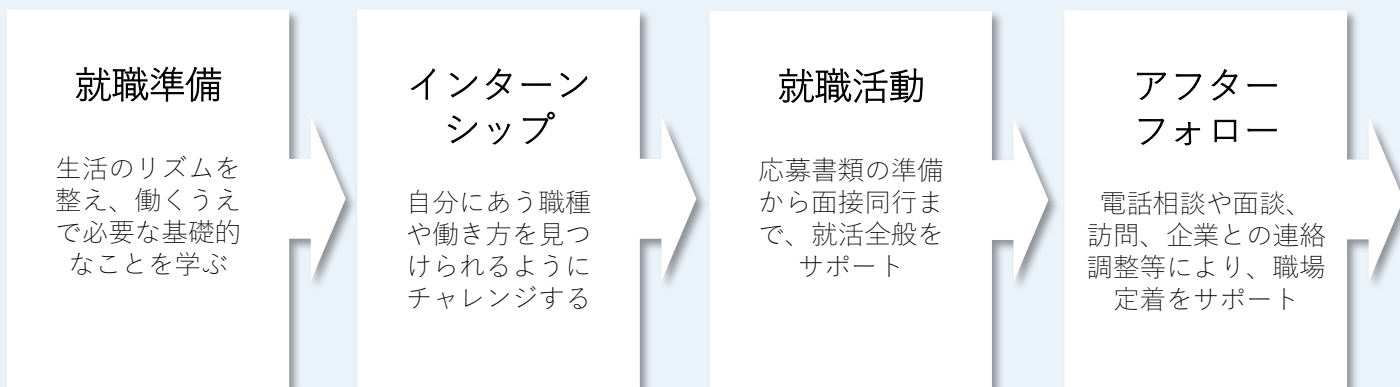 就職準備
生活のリズムを
整え、働くうえ
で必要な基礎的
なことを学ぶ
インターン
シップ
自分にあう職種
や働き方を見つ
けられるように
チャレンジする
就職活動
応募書類の準備
から面接同行ま
で、就活全般を
サポート
アフター
フォロー
電話相談や面談、
訪問、企業との連絡
調整等により、職場
定着をサポート